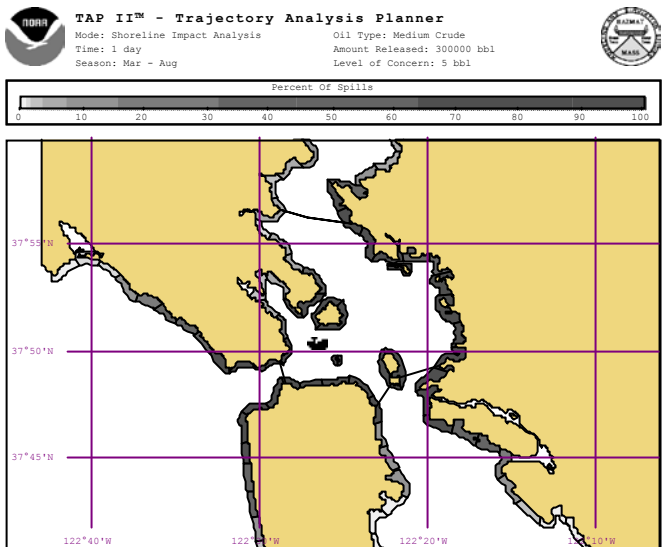 NOAA
TAP II™ - Trajectory Analysis Planner
Mode: Shoreline Impact Analysis
Oil Type: Medium Crude
Time: 1 day
Amount Released: 300000 bbl
Season: Mar - Aug
Level of Concern: 5 bbl
HAZMAT
MASS
Percent Of Spills
0 10 20 30 40 50 60 70 80 90 100
37°55'N
37°50'N
37°45'N
122°40'W 122°20'W